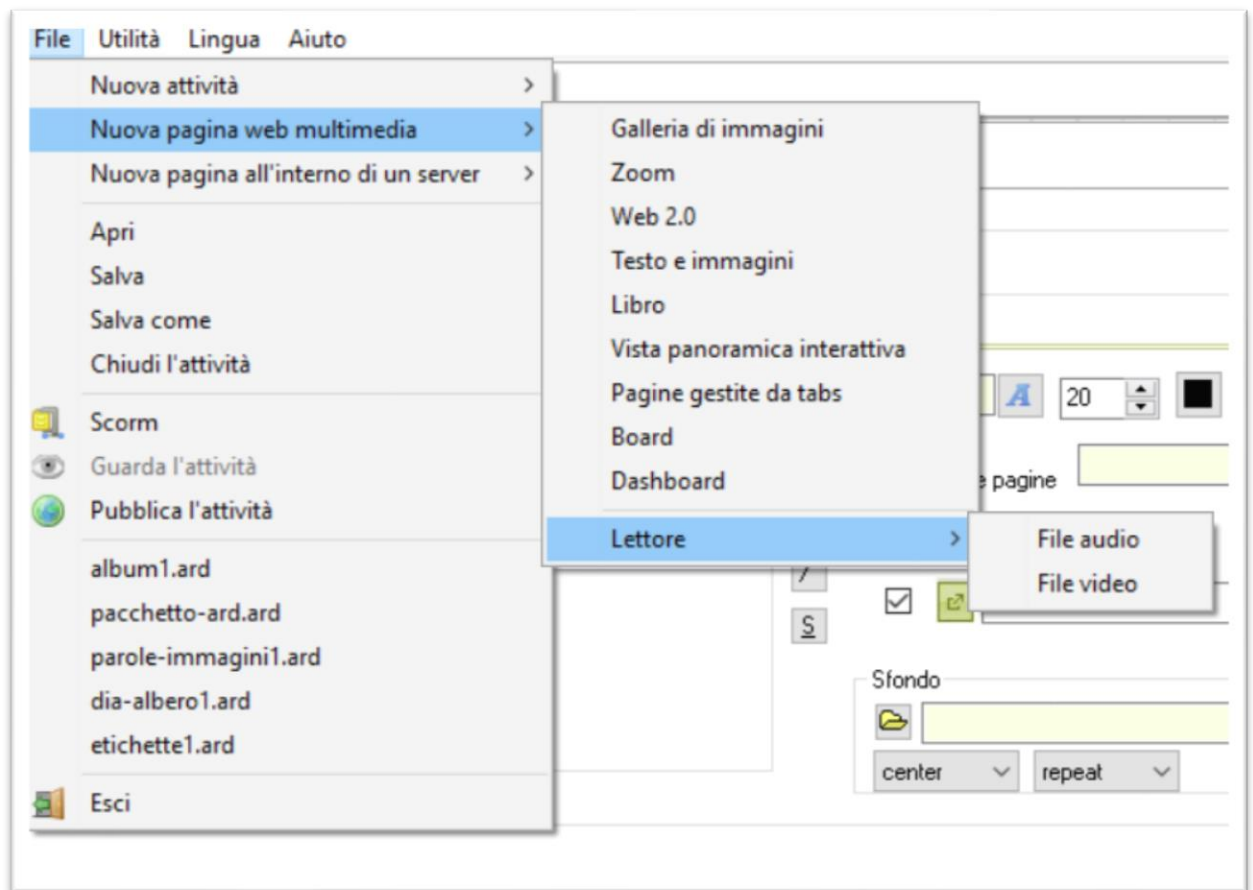 File Utilità Lingua Aiuto
Nuova attività
Nuova pagina web multimedia
Nuova pagina all'interno di un server
Apri
Salva
Salva come
Chiudi l'attività
Scorm
Guarda l'attività
Pubblica l'attività
album1.ard
pacchetto-ard.ard
parole-immagini1.ard
dia-albero1.ard
etichette1.ard
Esci
Galleria di immagini
Zoom
Web 2.0
Testo e immagini
Libro
Vista panoramica interattiva
Pagine gestite da tabs
Board
Dashboard
Lettore
File audio
File video
A 20
e pagine
S
Sfondo
center repeat